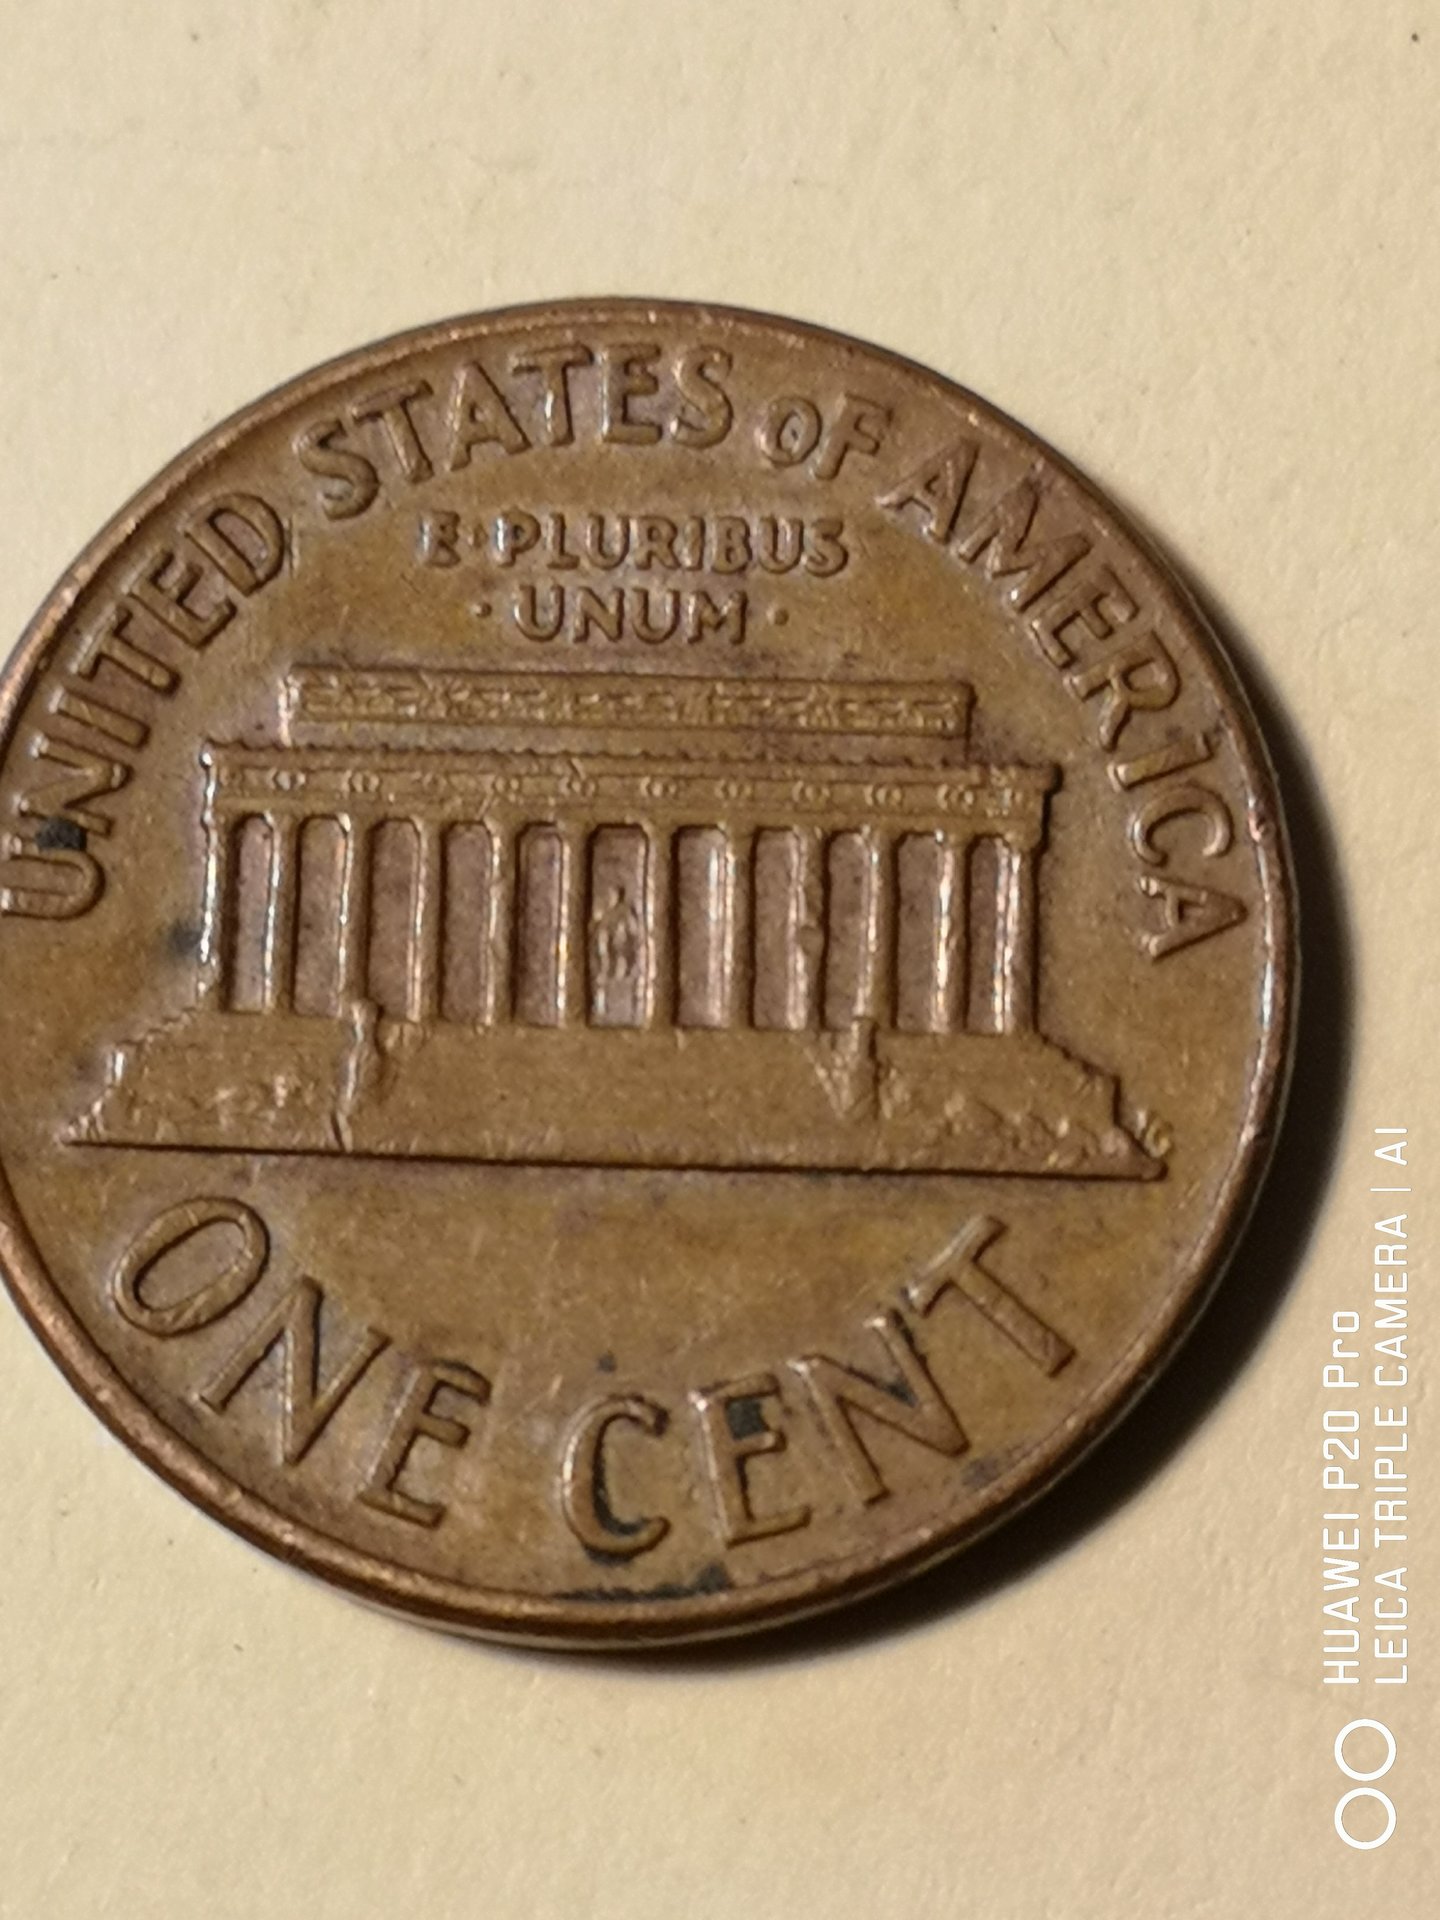 UNITED STATES OF AMERICA
E·PLURIBUS
·UNUM·
ONE CENT
HUAWEI P20 Pro
LEICA TRIPLE CAMERA | AI